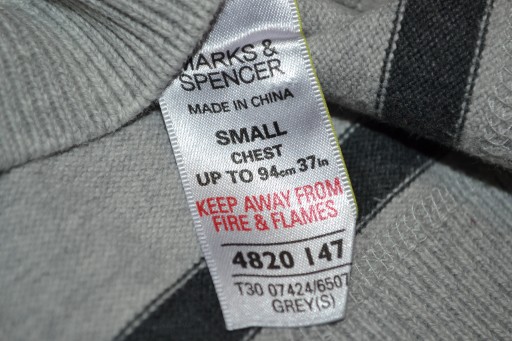 MARKS &
SPENCER
MADE IN CHINA
SMALL
CHEST
UP TO 94cm 37in
KEEP AWAY FROM
FIRE & FLAMES
4820 147
T30 07424/6507
GREY(S)